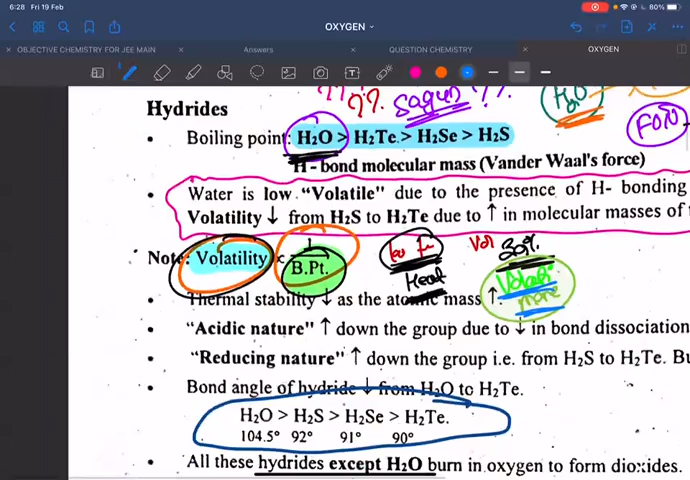 6:28 Fri 19 Feb
80%
OXYGEN
OBJECTIVE CHEMISTRY FOR JEE MAIN
Answers
QUESTION CHEMISTRY
OXYGEN
??
??
sagun ??
H₂O
FON
Hydrides
• Boiling point: H₂O > H₂Te > H₂Se > H₂S
H - bond molecular mass (Vander Waal's force)
• Water is low "Volatile" due to the presence of H- bonding
Volatility ↓ from H₂S to H₂Te due to ↑ in molecular masses of
Note: Volatility ∝ 1/B.Pt.
30%
Heat
more
• Thermal stability ↓ as the atomic mass ↑.
• "Acidic nature" ↑ down the group due to ↓ in bond dissociation
• "Reducing nature" ↑ down the group i.e. from H₂S to H₂Te.
• Bond angle of hydride ↓ from H₂O to H₂Te.
H₂O > H₂S > H₂Se > H₂Te.
104.5° 92° 91° 90°
• All these hydrides except H₂O burn in oxygen to form dioxides.